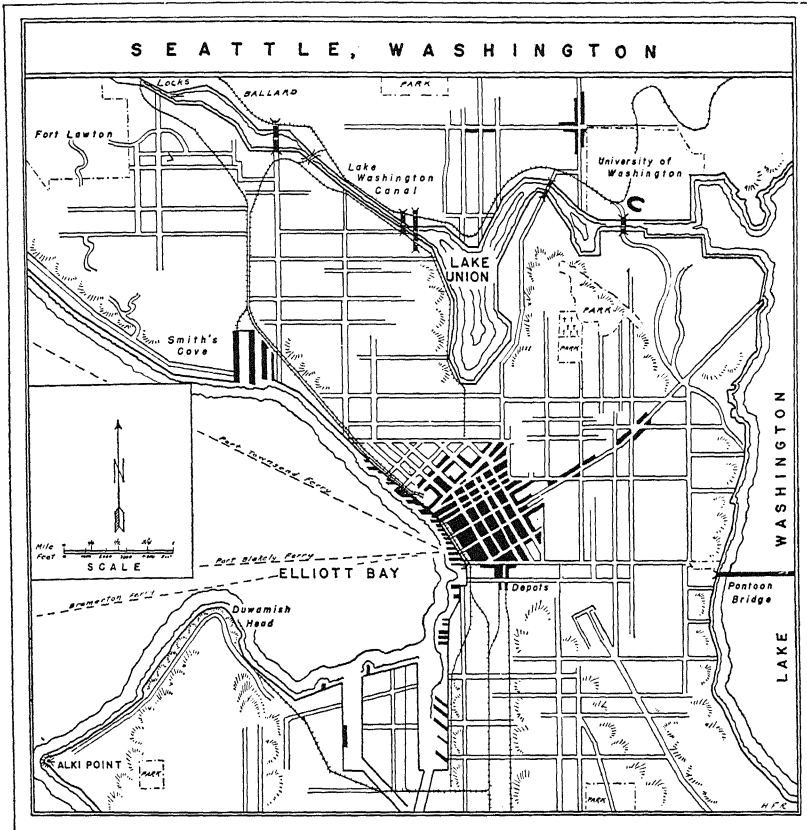 SEATTLE, WASHINGTON
LOCKS
BALLARD
PARK
Fort Lawton
Lake
Washington
Canal
University of
Washington
LAKE
UNION
PARK
PARK
Smith's
Cove
N
Port Townsend Ferry
LAKE WASHINGTON
Mile
Feet
SCALE
Port Blakely Ferry
ELLIOTT BAY
Bremerton Ferry
Depots
Pontoon
Bridge
Duwamish
Head
ALKI POINT
PARK
PARK
H.F.R.